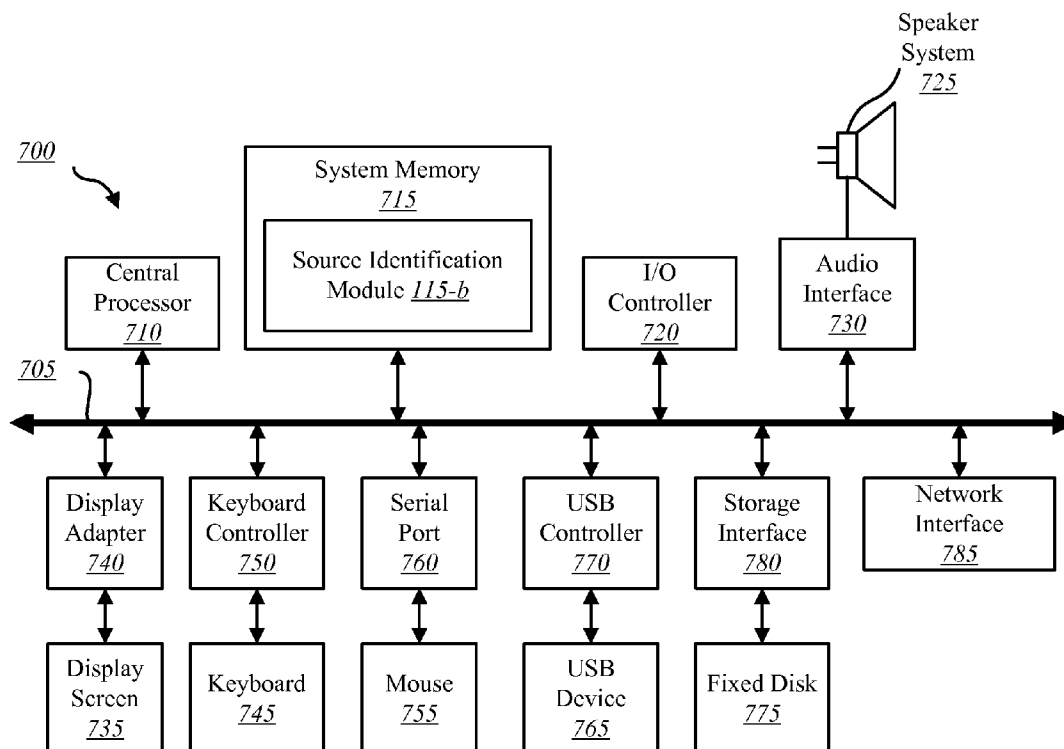 Speaker
System
725
700
System Memory
715
Source Identification
Module 115-b
Central
Processor
710
I/O
Controller
720
Audio
Interface
730
705
Display
Adapter
740
Keyboard
Controller
750
Serial
Port
760
USB
Controller
770
Storage
Interface
780
Network
Interface
785
Display
Screen
735
Keyboard
745
Mouse
755
USB
Device
765
Fixed Disk
775